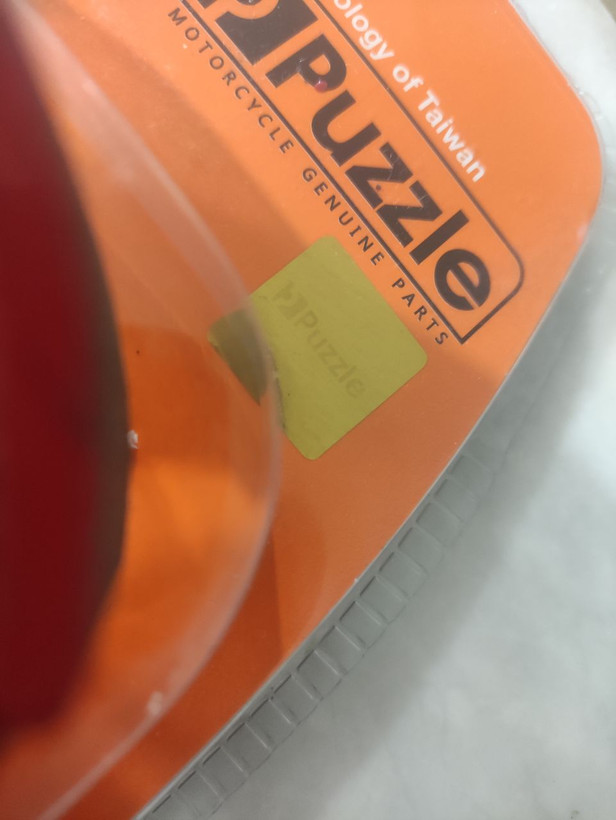 ology of Taiwan
Puzzle
MOTORCYCLE GENUINE PARTS
Puzzle